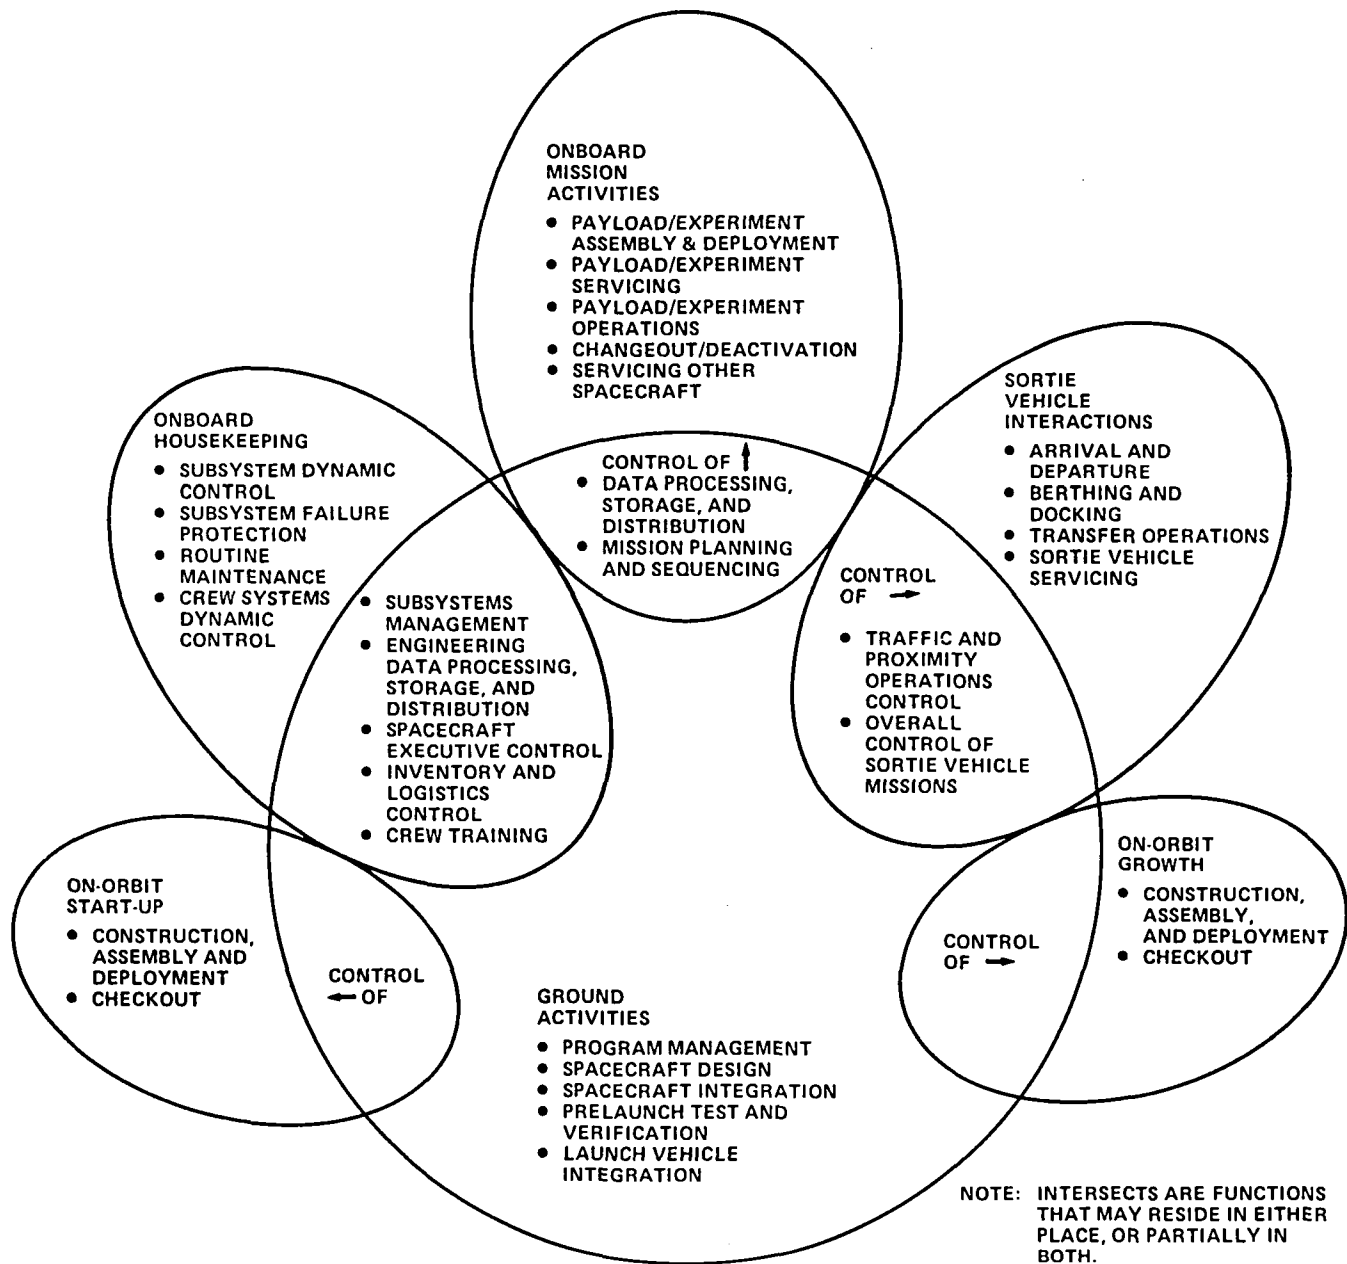 ONBOARD
MISSION
ACTIVITIES
● PAYLOAD/EXPERIMENT
ASSEMBLY & DEPLOYMENT
● PAYLOAD/EXPERIMENT
SERVICING
● PAYLOAD/EXPERIMENT
OPERATIONS
● CHANGEOUT/DEACTIVATION
● SERVICING OTHER
SPACECRAFT
ONBOARD
HOUSEKEEPING
● SUBSYSTEM DYNAMIC
CONTROL
● SUBSYSTEM FAILURE
PROTECTION
● ROUTINE
MAINTENANCE
● CREW SYSTEMS
DYNAMIC
CONTROL
CONTROL OF ↑
● DATA PROCESSING,
STORAGE, AND
DISTRIBUTION
● MISSION PLANNING
AND SEQUENCING
SORTIE
VEHICLE
INTERACTIONS
● ARRIVAL AND
DEPARTURE
● BERTHING AND
DOCKING
● TRANSFER OPERATIONS
● SORTIE VEHICLE
SERVICING
● SUBSYSTEMS
MANAGEMENT
● ENGINEERING
DATA PROCESSING,
STORAGE, AND
DISTRIBUTION
● SPACECRAFT
EXECUTIVE CONTROL
● INVENTORY AND
LOGISTICS
CONTROL
● CREW TRAINING
CONTROL
OF →
● TRAFFIC AND
PROXIMITY
OPERATIONS
CONTROL
● OVERALL
CONTROL OF
SORTIE VEHICLE
MISSIONS
ON-ORBIT
START-UP
● CONSTRUCTION,
ASSEMBLY AND
DEPLOYMENT
● CHECKOUT
CONTROL
← OF
CONTROL
OF →
ON-ORBIT
GROWTH
● CONSTRUCTION,
ASSEMBLY,
AND DEPLOYMENT
● CHECKOUT
GROUND
ACTIVITIES
● PROGRAM MANAGEMENT
● SPACECRAFT DESIGN
● SPACECRAFT INTEGRATION
● PRELAUNCH TEST AND
VERIFICATION
● LAUNCH VEHICLE
INTEGRATION
NOTE: INTERSECTS ARE FUNCTIONS
THAT MAY RESIDE IN EITHER
PLACE, OR PARTIALLY IN
BOTH.